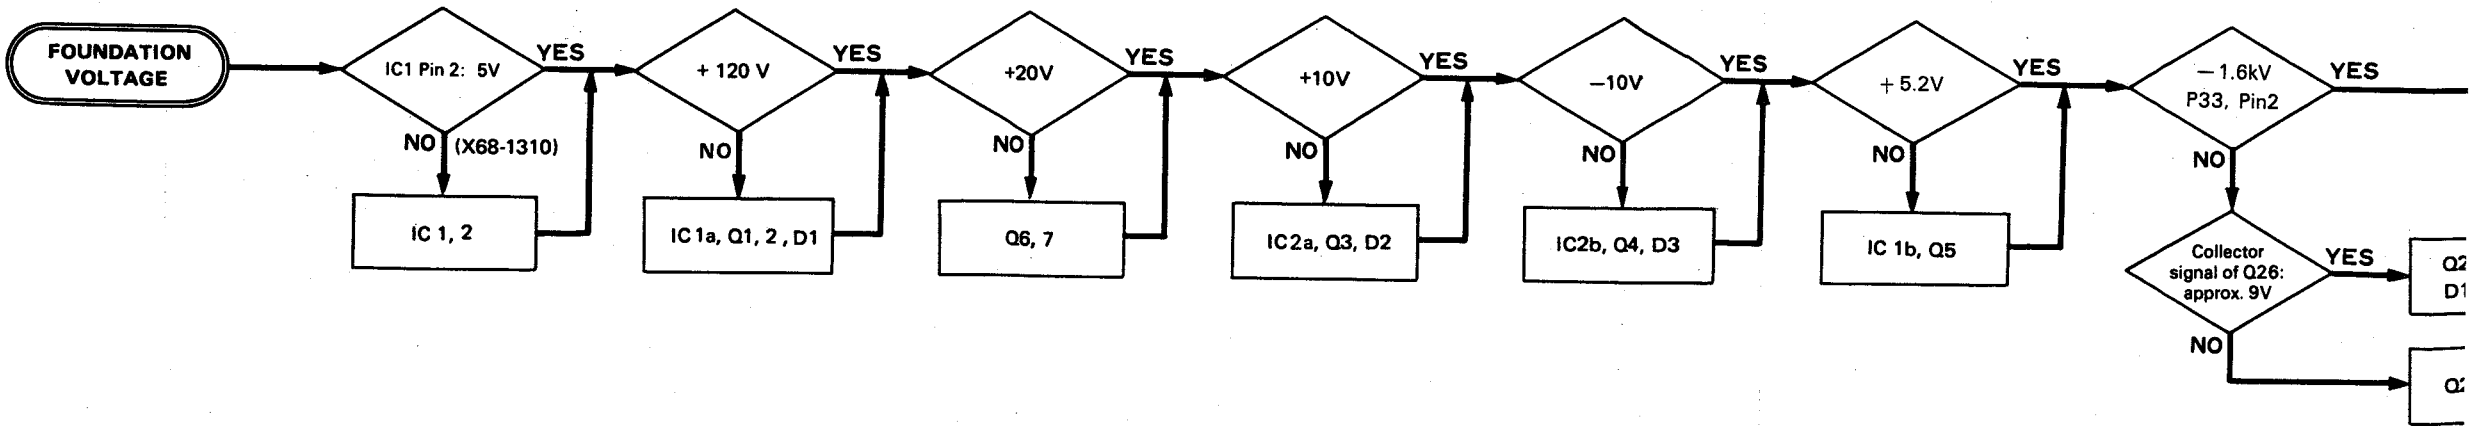 FOUNDATION
VOLTAGE
IC1 Pin 2: 5V
YES
NO
(X68-1310)
IC 1, 2
+ 120 V
YES
NO
IC1a, Q1, 2, D1
+20V
YES
NO
Q6, 7
+10V
YES
NO
IC2a, Q3, D2
−10V
YES
NO
IC2b, Q4, D3
+ 5.2V
YES
NO
IC 1b, Q5
−1.6kV
P33, Pin2
YES
NO
Collector
signal of Q26:
approx. 9V
YES
NO